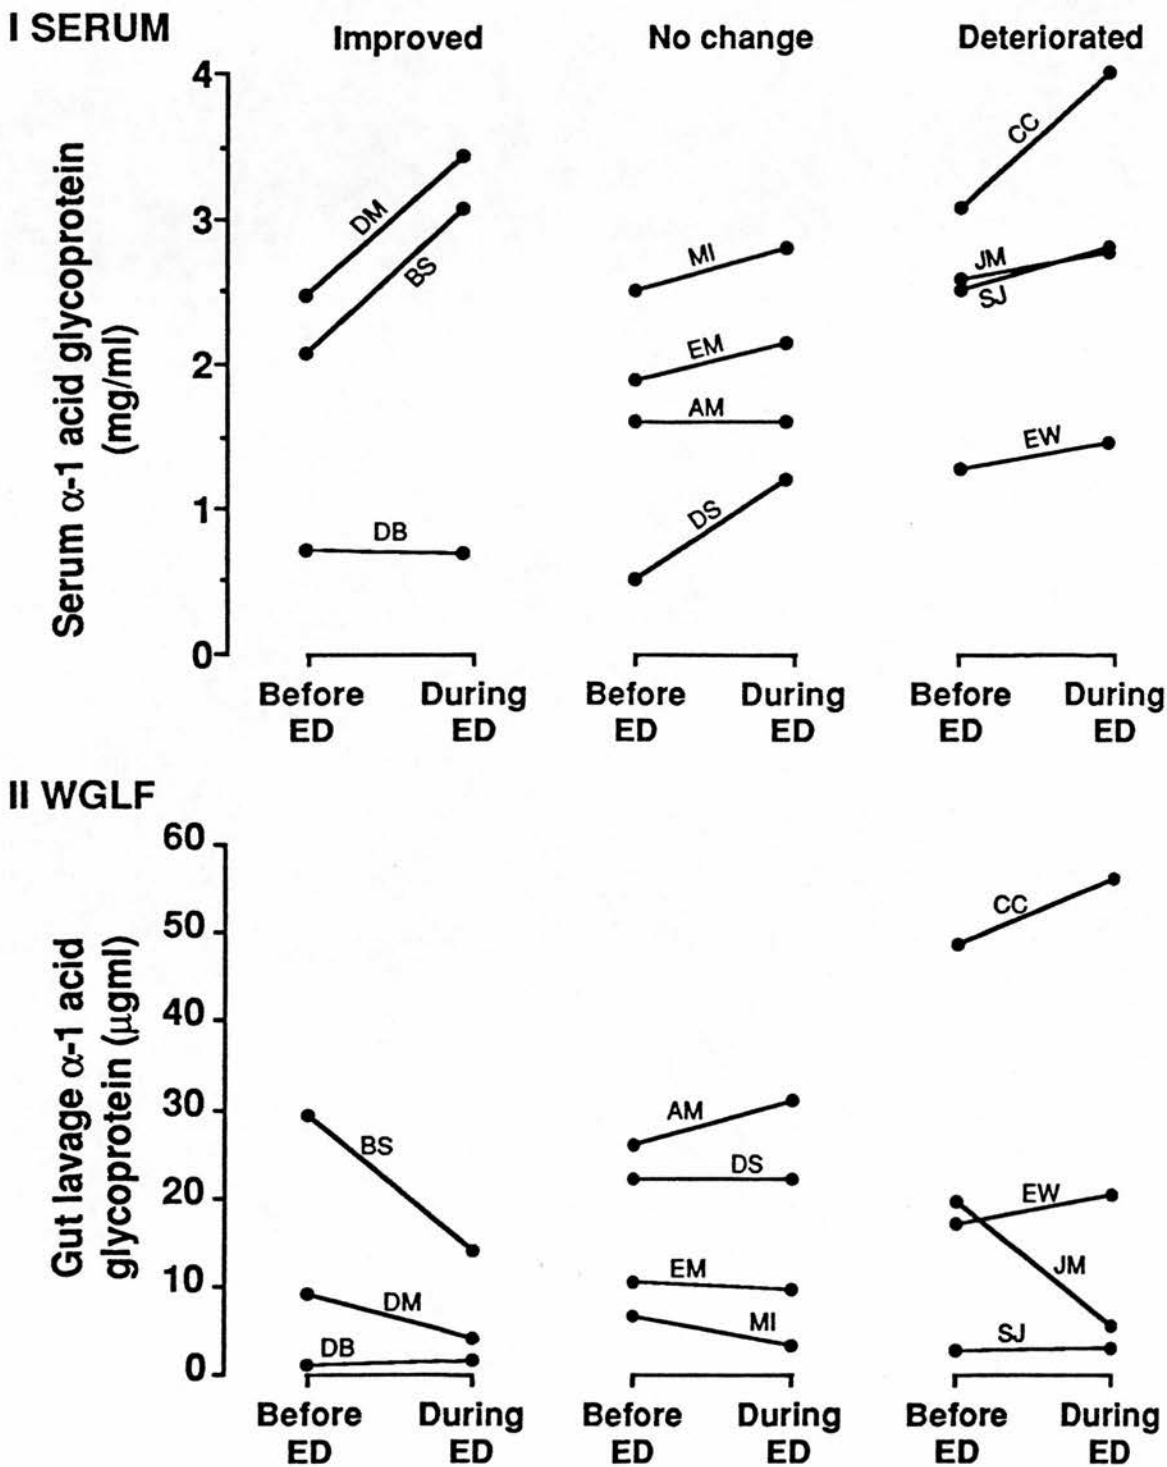 I SERUM
Improved
No change
Deteriorated
Serum α-1 acid glycoprotein
(mg/ml)
4
3
2
1
0
DM
BS
DB
MI
EM
AM
DS
CC
JM
SJ
EW
Before
ED
During
ED
Before
ED
During
ED
Before
ED
During
ED
II WGLF
Gut lavage α-1 acid
glycoprotein (μgml)
60
50
40
30
20
10
0
BS
DM
DB
AM
DS
EM
MI
CC
EW
JM
SJ
Before
ED
During
ED
Before
ED
During
ED
Before
ED
During
ED